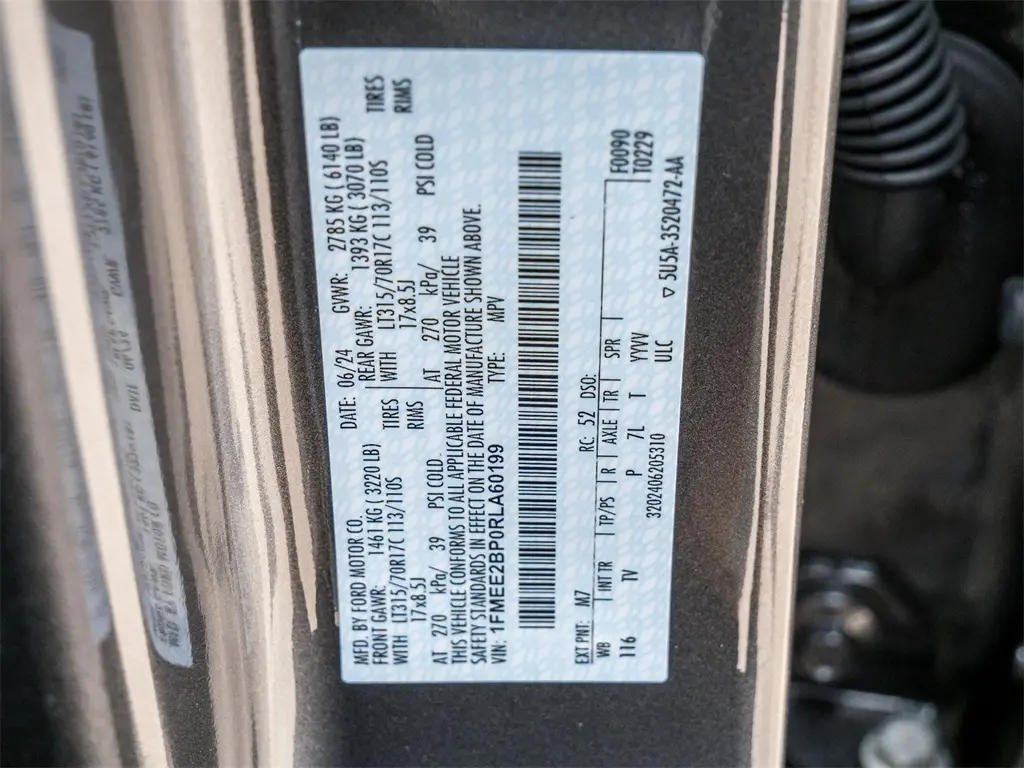 MFD. BY FORD MOTOR CO.
DATE: 06/24 GVWR: 2785 KG ( 6140 LB)
FRONT GAWR: 1461 KG ( 3220 LB) REAR GAWR: 1393 KG ( 3070 LB)
WITH LT315/70R17C 113/110S TIRES WITH LT315/70R17C 113/110S TIRES
17x8.5J RIMS 17x8.5J RIMS
AT 270 kPa/ 39 PSI COLD. AT 270 kPa/ 39 PSI COLD
THIS VEHICLE CONFORMS TO ALL APPLICABLE FEDERAL MOTOR VEHICLE
SAFETY STANDARDS IN EFFECT ON THE DATE OF MANUFACTURE SHOWN ABOVE.
VIN: 1FMEE2BP0RLA60199 TYPE: MPV
EXT PNT: M7 RC: 52 DSO: F0090
WB INT TR TP/PS R AXLE TR SPR T0229
116 TV P 7L T YYVV
32024062053​10 ULC ▽ 5U5A-3520472-AA